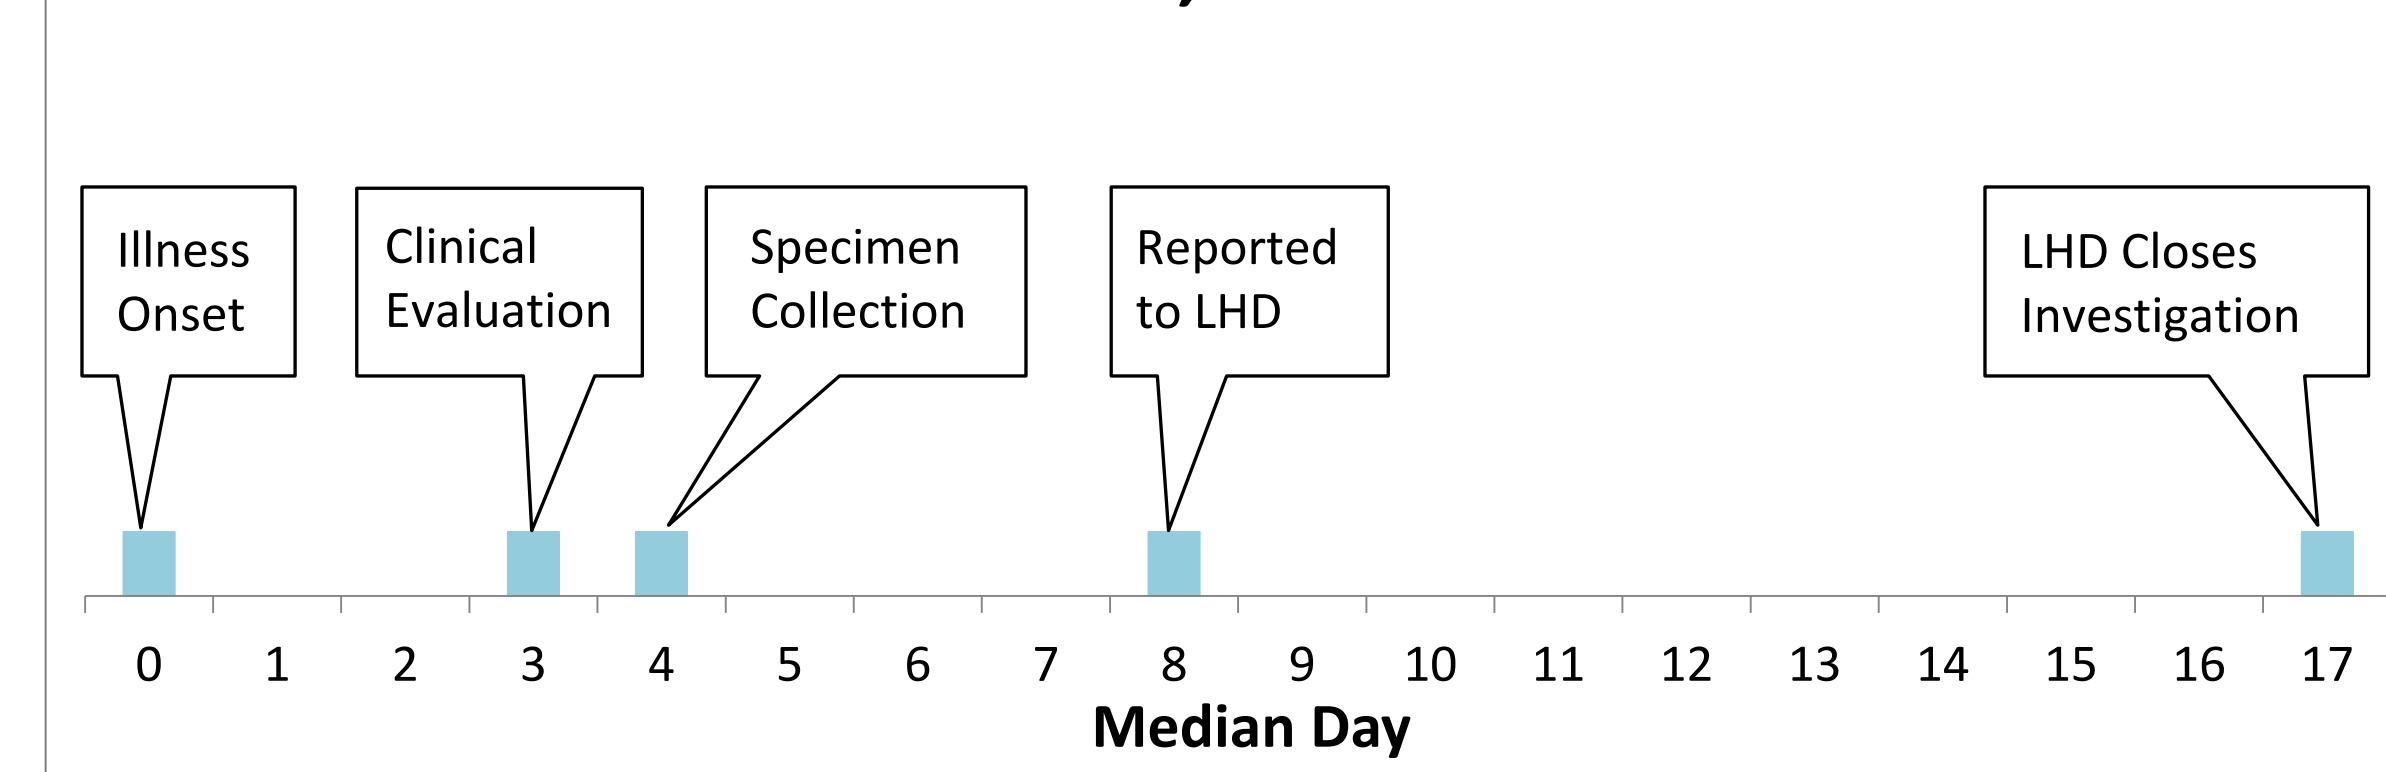 Illness
Onset
Clinical
Evaluation
Specimen
Collection
Reported
to LHD
LHD Closes
Investigation
0 1 2 3 4 5 6 7 8 9 10 11 12 13 14 15 16 17
Median Day